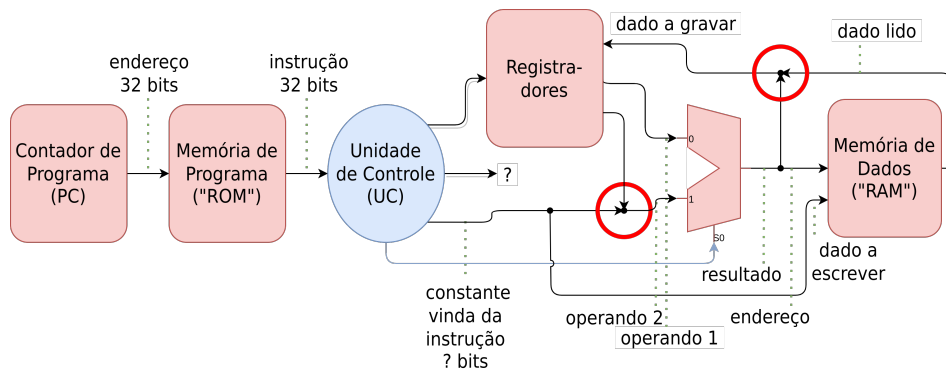 dado a gravar
dado lido
endereço
32 bits
instrução
32 bits
Registra-
dores
Contador de
Programa
(PC)
Memória de
Programa
("ROM")
Unidade
de Controle
(UC)
?
0
1
S0
Memória de
Dados
("RAM")
constante
vinda da
instrução
? bits
resultado
dado a
escrever
operando 2
endereço
operando 1